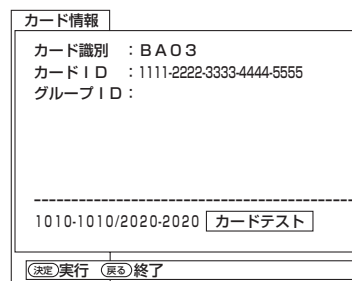 カード情報
カード識別 ：ＢＡ０３
カードＩＤ ：1111-2222-3333-4444-5555
グループＩＤ：
1010-1010/2020-2020 カードテスト
決定 実行 戻る 終了